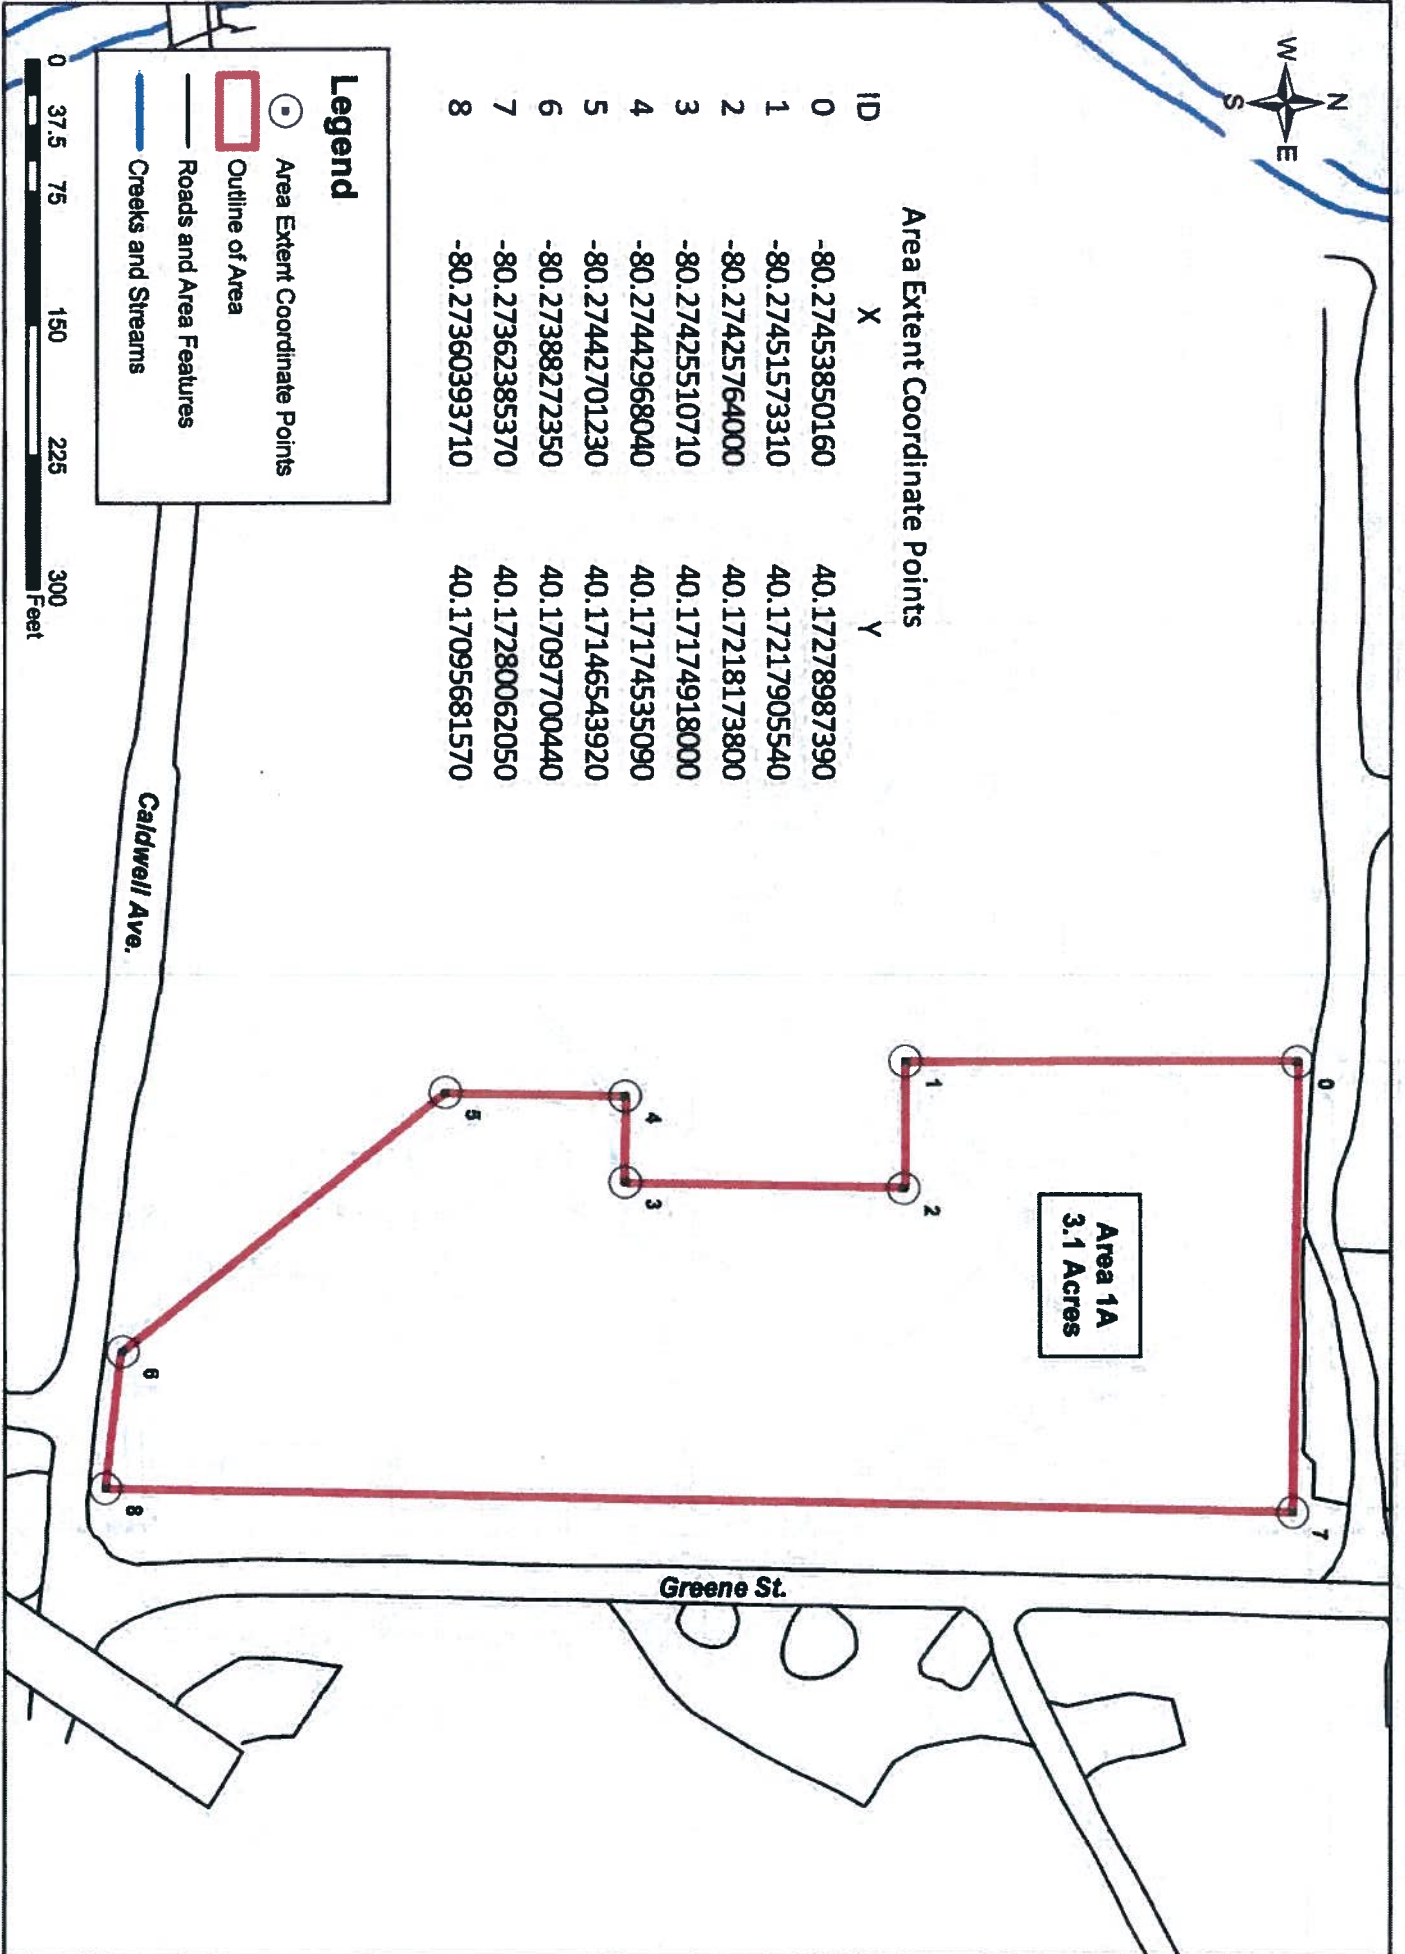 N
W
E
S
Area Extent Coordinate Points
ID X Y
0 -80.27453850160 40.17278987390
1 -80.27451573310 40.17217905540
2 -80.27425764000 40.17218173800
3 -80.27425510710 40.17174918000
4 -80.27442968040 40.17174535090
5 -80.27442701230 40.17146543920
6 -80.27388272350 40.17097700440
7 -80.27362385370 40.17280062050
8 -80.27360393710 40.17095681570
Legend
Area Extent Coordinate Points
Outline of Area
Roads and Area Features
Creeks and Streams
0 37.5 75 150 225 300
Feet
Caldwell Ave.
Area 1A
3.1 Acres
0
1
2
3
4
5
6
7
8
Greene St.